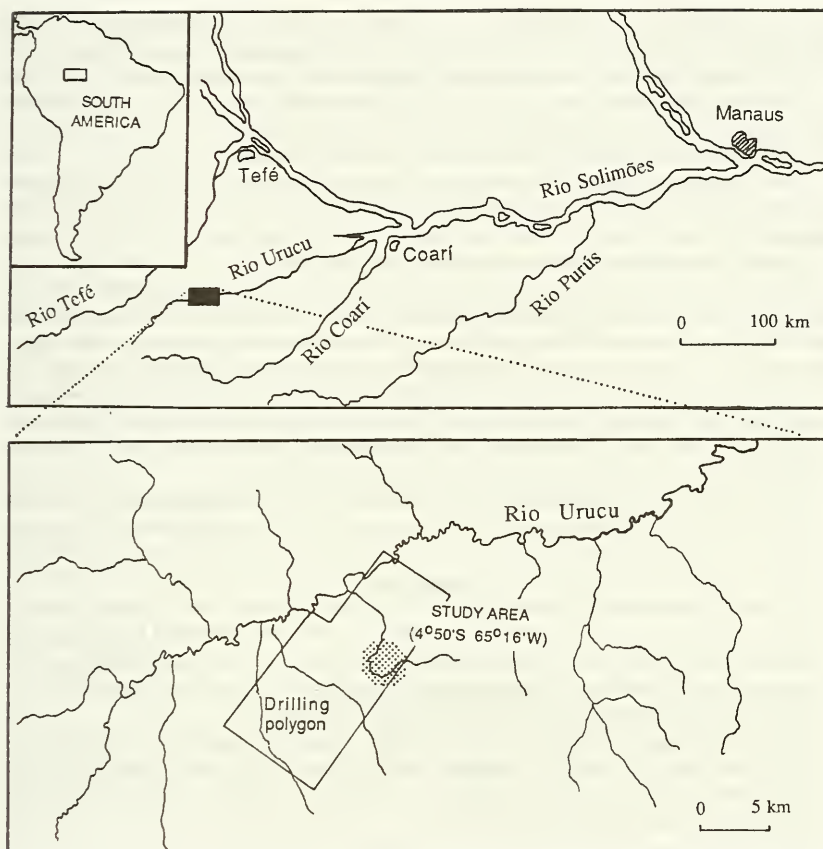 SOUTH
AMERICA
Manaus
Tefé
Rio Solimões
Rio Urucu
Coarí
Rio Tefé
Rio Coarí
Rio Purús
0 100 km
Rio Urucu
STUDY AREA
(4°50'S 65°16'W)
Drilling
polygon
0 5 km